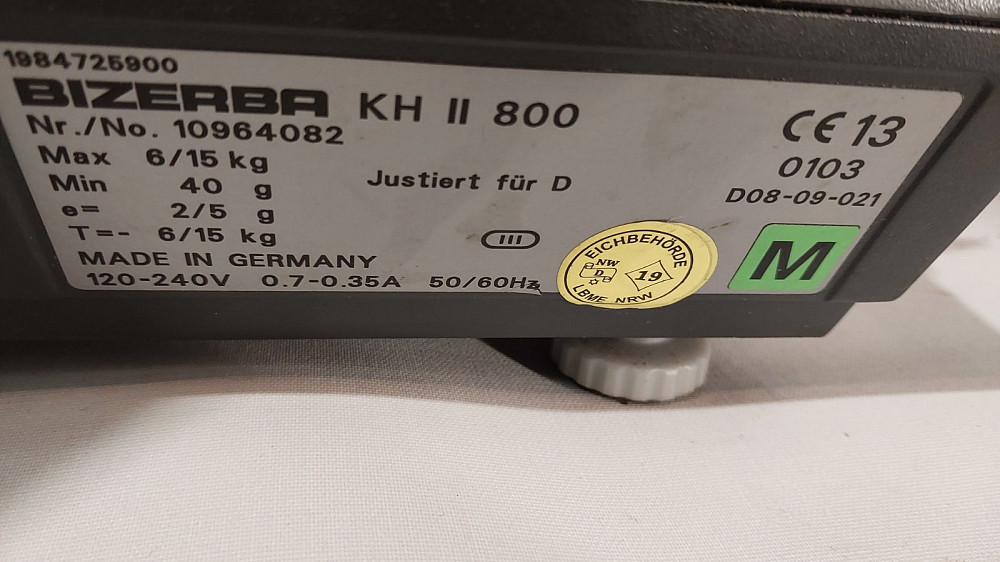 1984725900
BIZERBA KH II 800
Nr./No. 10964082
Max 6/15 kg
Min 40 g
e= 2/5 g
T=- 6/15 kg
MADE IN GERMANY
120-240V 0.7-0.35A 50/60Hz
Justiert für D
III
CE 13
0103
D08-09-021
EICHBEHÖRDE
NW
D
19
LBME NRW
M